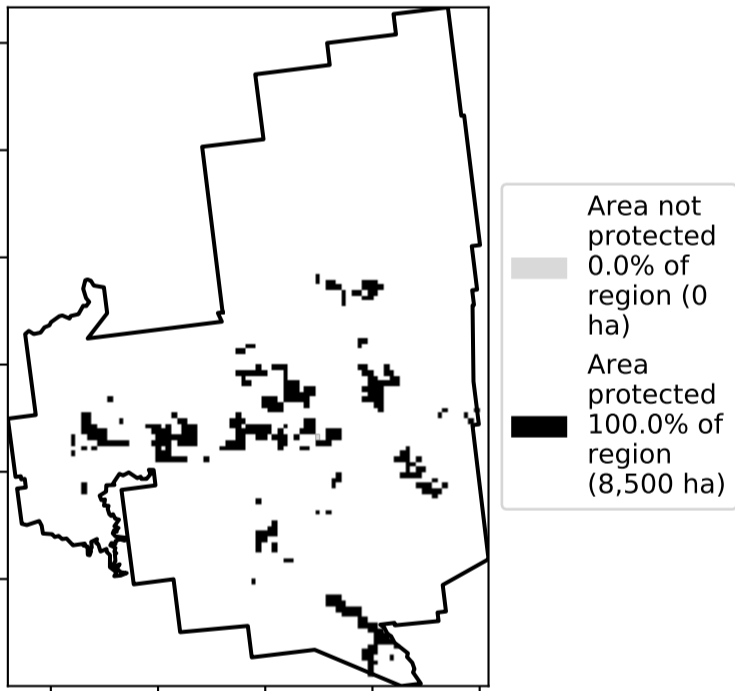 Area not
protected
0.0% of
region (0
ha)
Area
protected
100.0% of
region
(8,500 ha)